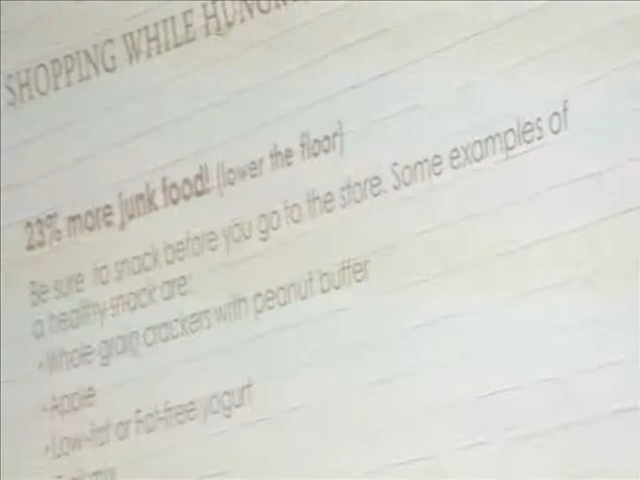 SHOPPING WHILE HUNGRY
23% more junk food! (lower the floor)
Be sure to snack before you go to the store. Some examples of
a healthy snack are:
• Whole grain crackers with peanut butter
• Apple
• Low-fat or Fat-free yogurt
mix